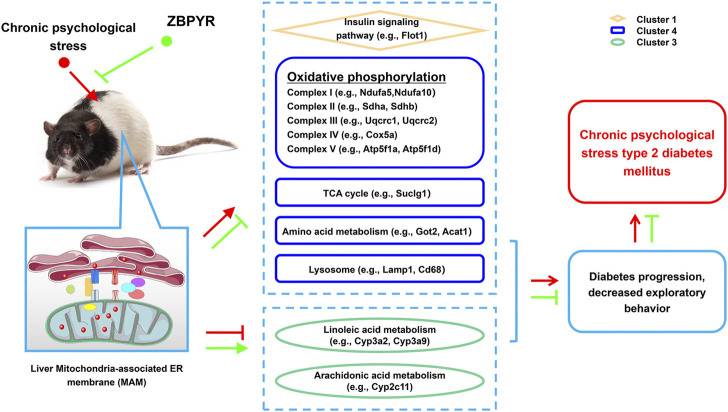 Chronic psychological
stress
ZBPYR
Liver Mitochondria-associated ER
membrane (MAM)
Insulin signaling
pathway (e.g., Flot1)
Oxidative phosphorylation
Complex I (e.g., Ndufa5,Ndufa10)
Complex II (e.g., Sdha, Sdhb)
Complex III (e.g., Uqcrc1, Uqcrc2)
Complex IV (e.g., Cox5a)
Complex V (e.g., Atp5f1a, Atp5f1d)
TCA cycle (e.g., Suclg1)
Amino acid metabolism (e.g., Got2, Acat1)
Lysosome (e.g., Lamp1, Cd68)
Linoleic acid metabolism
(e.g., Cyp3a2, Cyp3a9)
Arachidonic acid metabolism
(e.g., Cyp2c11)
Cluster 1
Cluster 4
Cluster 3
Chronic psychological
stress type 2 diabetes
mellitus
Diabetes progression,
decreased exploratory
behavior